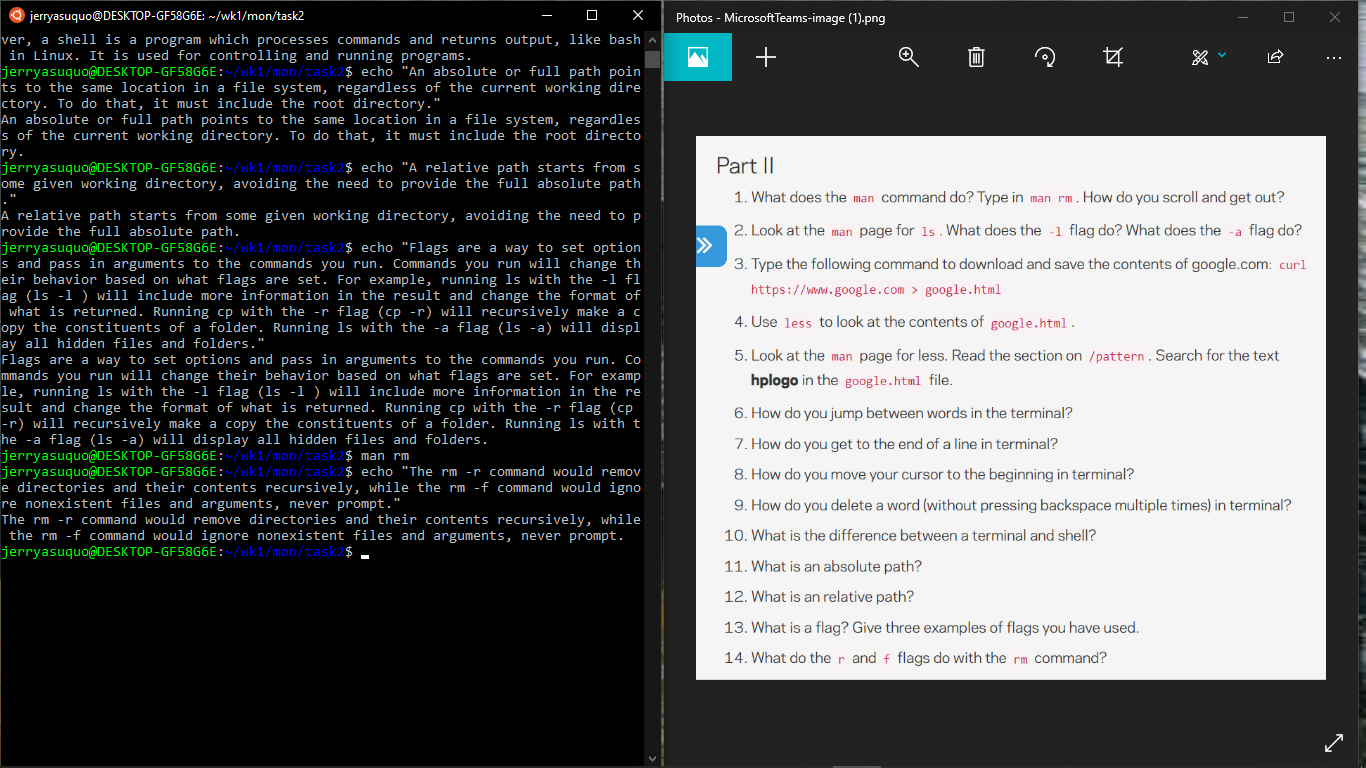 jerryasuquo@DESKTOP-GF58G6E: ~/wk1/mon/task2
ver, a shell is a program which processes commands and returns output, like bash
 in Linux. It is used for controlling and running programs.
jerryasuquo@DESKTOP-GF58G6E:~/wk1/mon/task2$ echo "An absolute or full path poin
ts to the same location in a file system, regardless of the current working dire
ctory. To do that, it must include the root directory."
An absolute or full path points to the same location in a file system, regardles
s of the current working directory. To do that, it must include the root directo
ry.
jerryasuquo@DESKTOP-GF58G6E:~/wk1/mon/task2$ echo "A relative path starts from s
ome given working directory, avoiding the need to provide the full absolute path
."
A relative path starts from some given working directory, avoiding the need to p
rovide the full absolute path.
jerryasuquo@DESKTOP-GF58G6E:~/wk1/mon/task2$ echo "Flags are a way to set option
s and pass in arguments to the commands you run. Commands you run will change th
eir behavior based on what flags are set. For example, running ls with the -l fl
ag (ls -l ) will include more information in the result and change the format of
 what is returned. Running cp with the -r flag (cp -r) will recursively make a c
opy the constituents of a folder. Running ls with the -a flag (ls -a) will displ
ay all hidden files and folders."
Flags are a way to set options and pass in arguments to the commands you run. Co
mmands you run will change their behavior based on what flags are set. For examp
le, running ls with the -l flag (ls -l ) will include more information in the re
sult and change the format of what is returned. Running cp with the -r flag (cp
-r) will recursively make a copy the constituents of a folder. Running ls with t
he -a flag (ls -a) will display all hidden files and folders.
jerryasuquo@DESKTOP-GF58G6E:~/wk1/mon/task2$ man rm
jerryasuquo@DESKTOP-GF58G6E:~/wk1/mon/task2$ echo "The rm -r command would remov
e directories and their contents recursively, while the rm -f command would igno
re nonexistent files and arguments, never prompt."
The rm -r command would remove directories and their contents recursively, while
 the rm -f command would ignore nonexistent files and arguments, never prompt.
jerryasuquo@DESKTOP-GF58G6E:~/wk1/mon/task2$
Photos - MicrosoftTeams-image (1).png
Part II
1. What does the man command do? Type in man rm. How do you scroll and get out?
2. Look at the man page for ls. What does the -l flag do? What does the -a flag do?
3. Type the following command to download and save the contents of google.com: curl
https://www.google.com > google.html
4. Use less to look at the contents of google.html.
5. Look at the man page for less. Read the section on /pattern. Search for the text
hplogo in the google.html file.
6. How do you jump between words in the terminal?
7. How do you get to the end of a line in terminal?
8. How do you move your cursor to the beginning in terminal?
9. How do you delete a word (without pressing backspace multiple times) in terminal?
10. What is the difference between a terminal and shell?
11. What is an absolute path?
12. What is an relative path?
13. What is a flag? Give three examples of flags you have used.
14. What do the r and f flags do with the rm command?